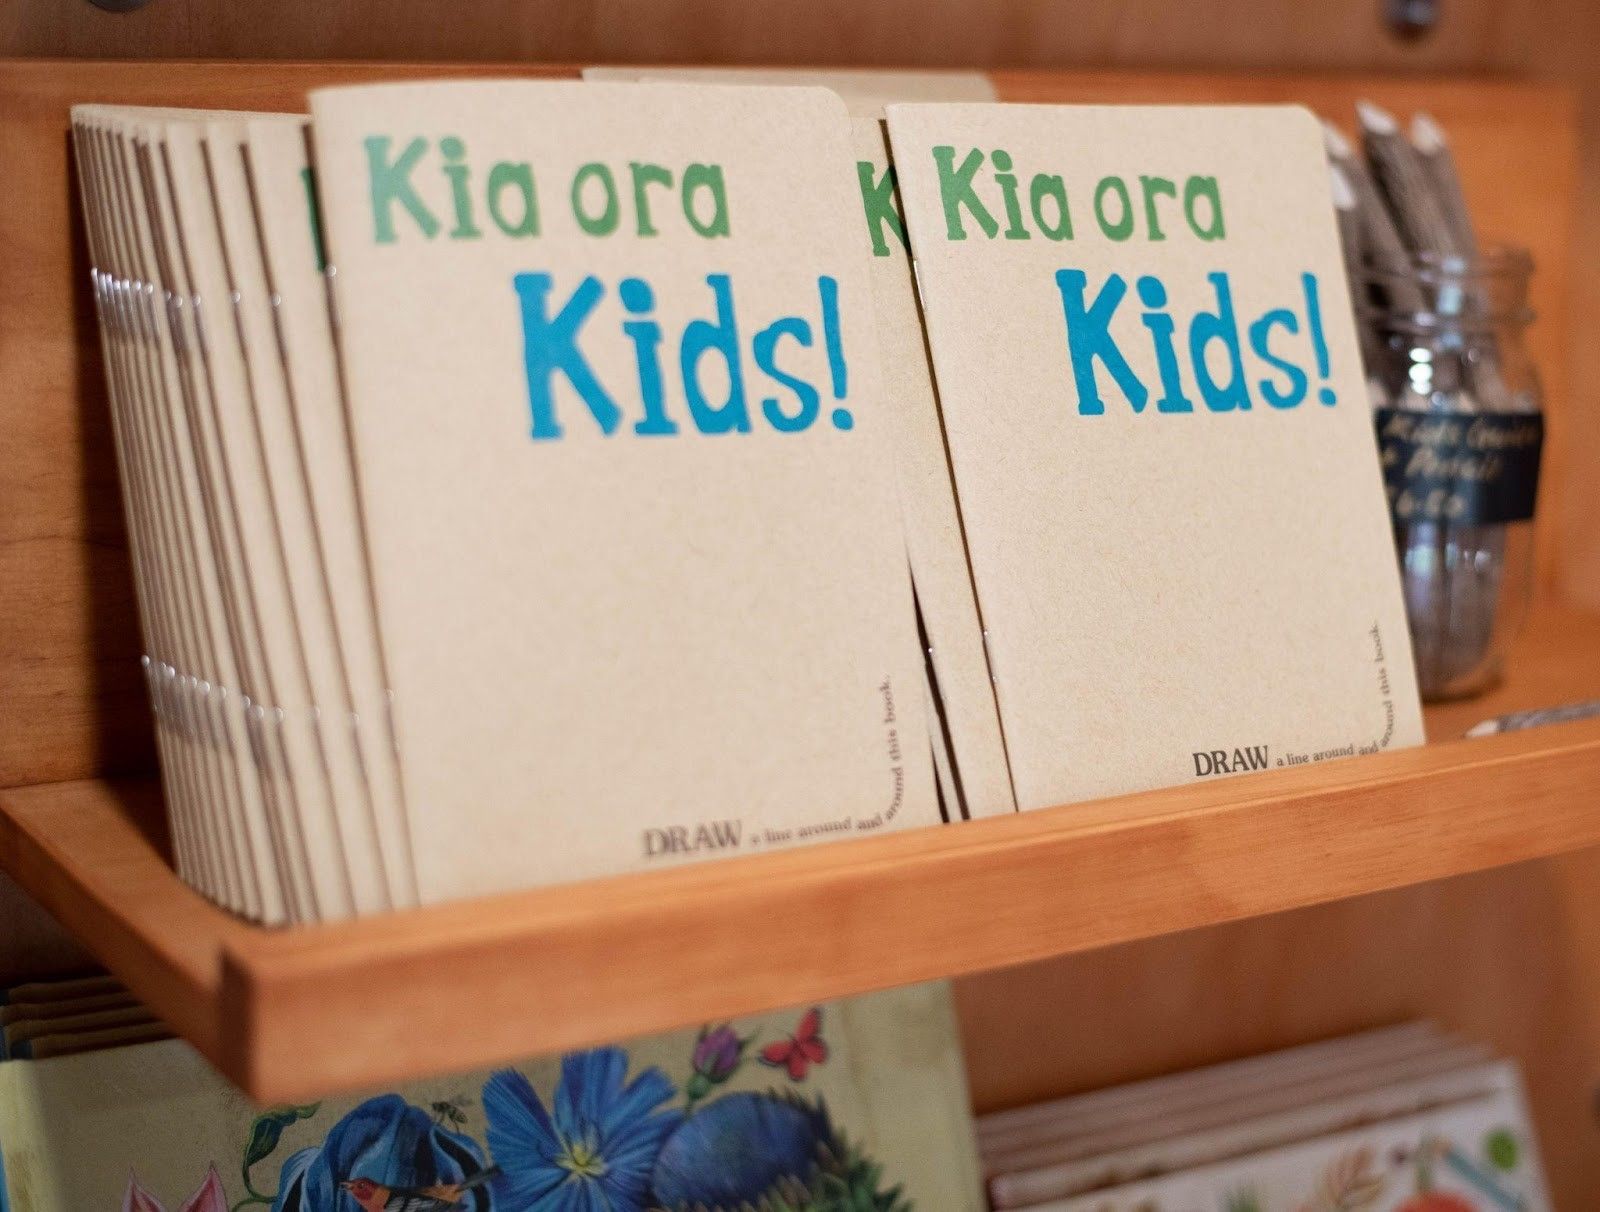 Kia ora
Kids!
DRAW a line around and around this book.
K
Kia ora
Kids!
DRAW a line around and around this book.